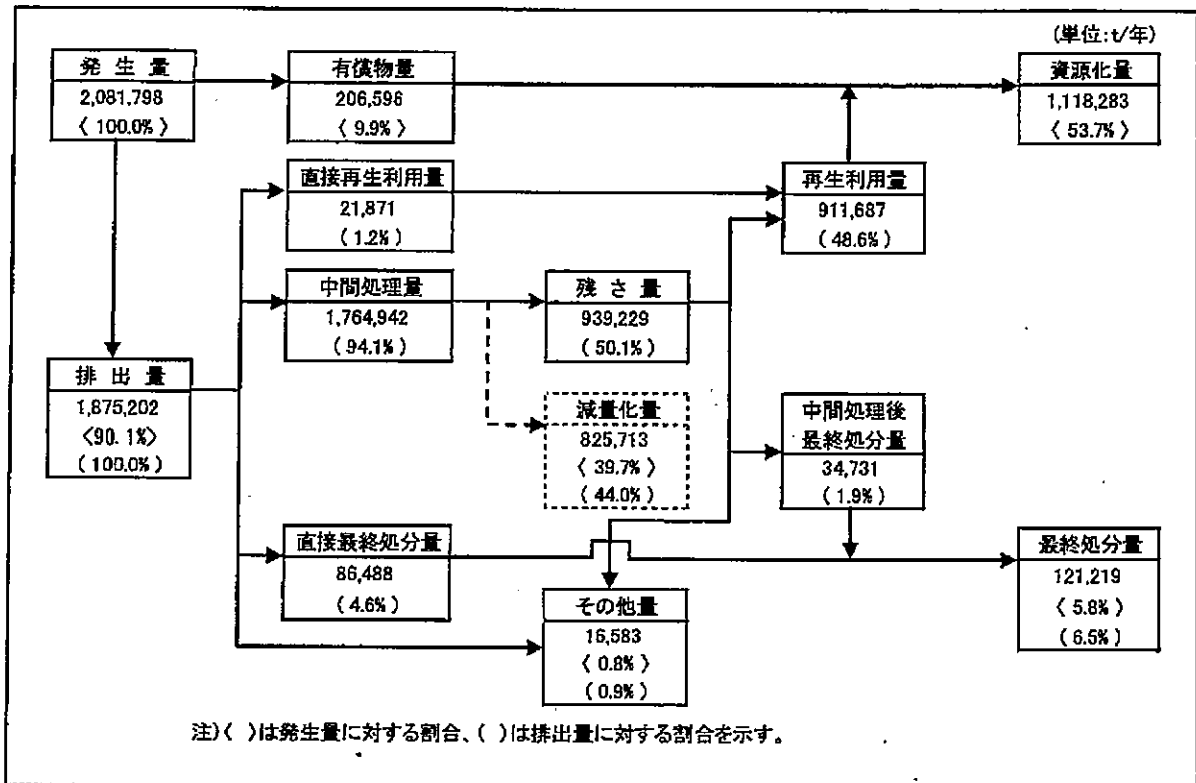 (単位:t/年)
発生量
2,081,798
〈 100.0% 〉
有償物量
206,596
〈 9.9% 〉
資源化量
1,118,283
〈 53.7% 〉
直接再生利用量
21,871
( 1.2% )
再生利用量
911,687
( 48.6% )
中間処理量
1,764,942
( 94.1% )
残さ量
939,229
( 50.1% )
排出量
1,875,202
〈90.1%〉
( 100.0% )
減量化量
825,713
〈 39.7% 〉
( 44.0% )
中間処理後
最終処分量
34,731
( 1.9% )
直接最終処分量
86,488
( 4.6% )
最終処分量
121,219
〈 5.8% 〉
( 6.5% )
その他量
16,583
〈 0.8% 〉
( 0.9% )
注)〈 〉は発生量に対する割合、( )は排出量に対する割合を示す。